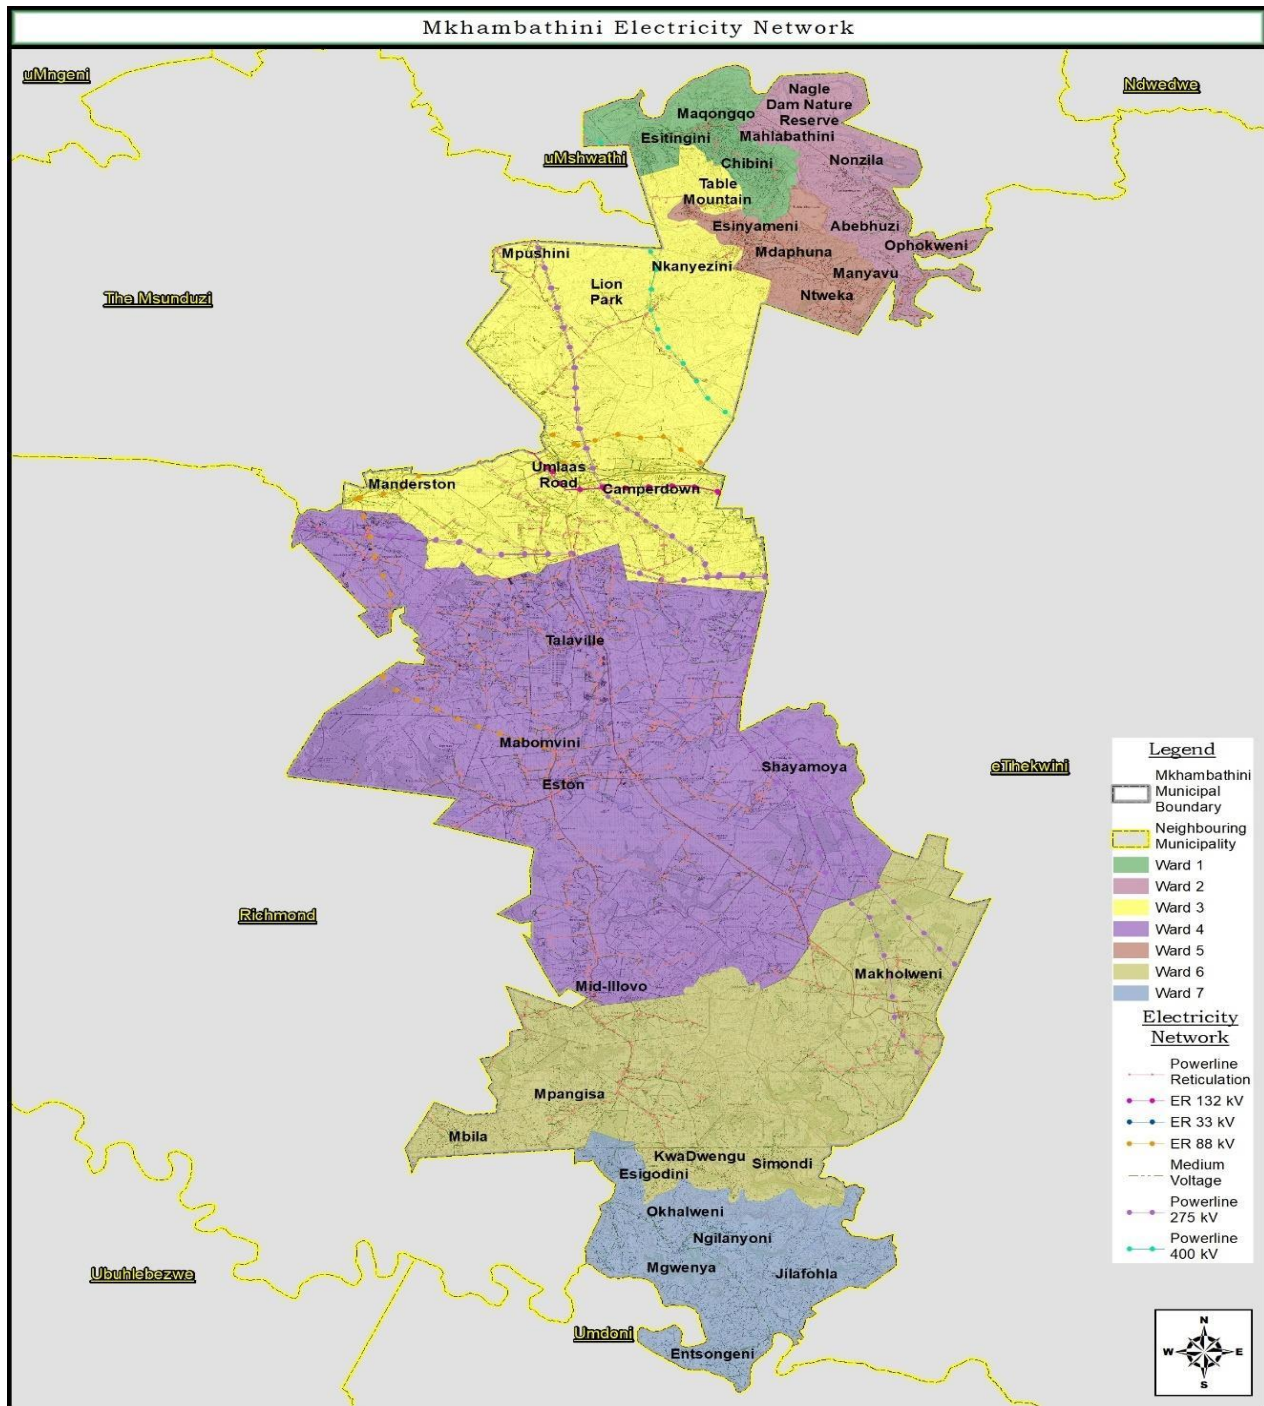 Mkhambathini Electricity Network
uMngeni
Ndwedwe
Nagle
Dam Nature
Reserve
Maqongqo
Mahlabathini
Esitingini
uMshwathi
Chibini
Nonzila
Table
Mountain
Esinyameni
Abebhuzi
Ophokweni
Mpushini
Mdaphuna
Nkanyezini
Manyavu
Lion
Park
Ntweka
The Msunduzi
Umlaas
Road
Manderston
Camperdown
Talaville
Mabomvini
Shayamoya
eThekwini
Eston
Richmond
Makholweni
Mid-Illovo
Mpangisa
Mbila
KwaDwengu
Simondi
Esigodini
Okhalweni
Ngilanyoni
Mgwenya
Jilafohla
Ubuhlebezwe
Umdoni
Entsongeni
Legend
Mkhambathini
Municipal
Boundary
Neighbouring
Municipality
Ward 1
Ward 2
Ward 3
Ward 4
Ward 5
Ward 6
Ward 7
Electricity
Network
Powerline
Reticulation
ER 132 kV
ER 33 kV
ER 88 kV
Medium
Voltage
Powerline
275 kV
Powerline
400 kV
N
W E
S